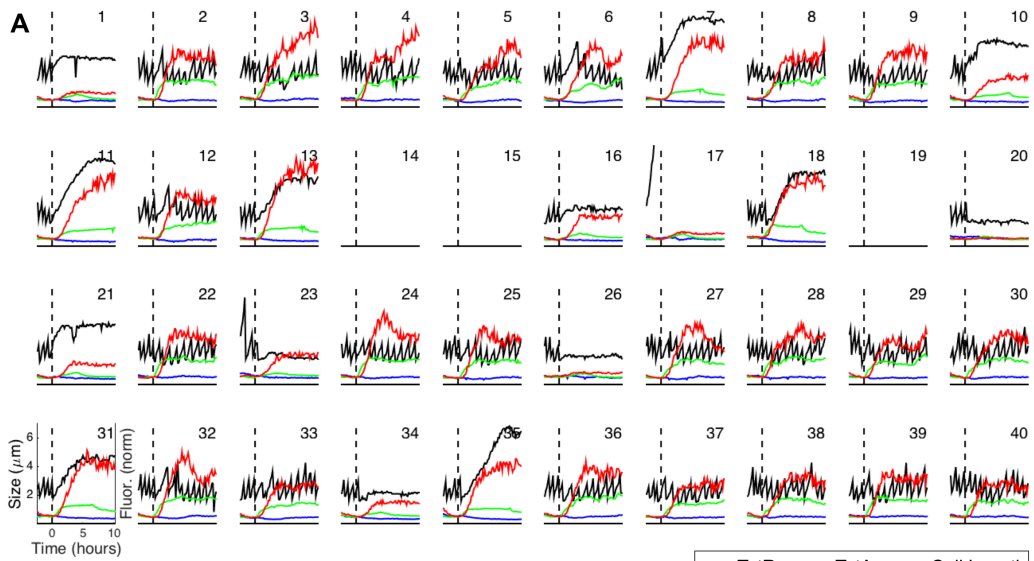 A
1 2 3 4 5 6 7 8 9 10
11 12 13 14 15 16 17 18 19 20
21 22 23 24 25 26 27 28 29 30
31 32 33 34 35 36 37 38 39 40
Size (μm)
6
4
2
Fluor. (norm)
0 5 10
Time (hours)